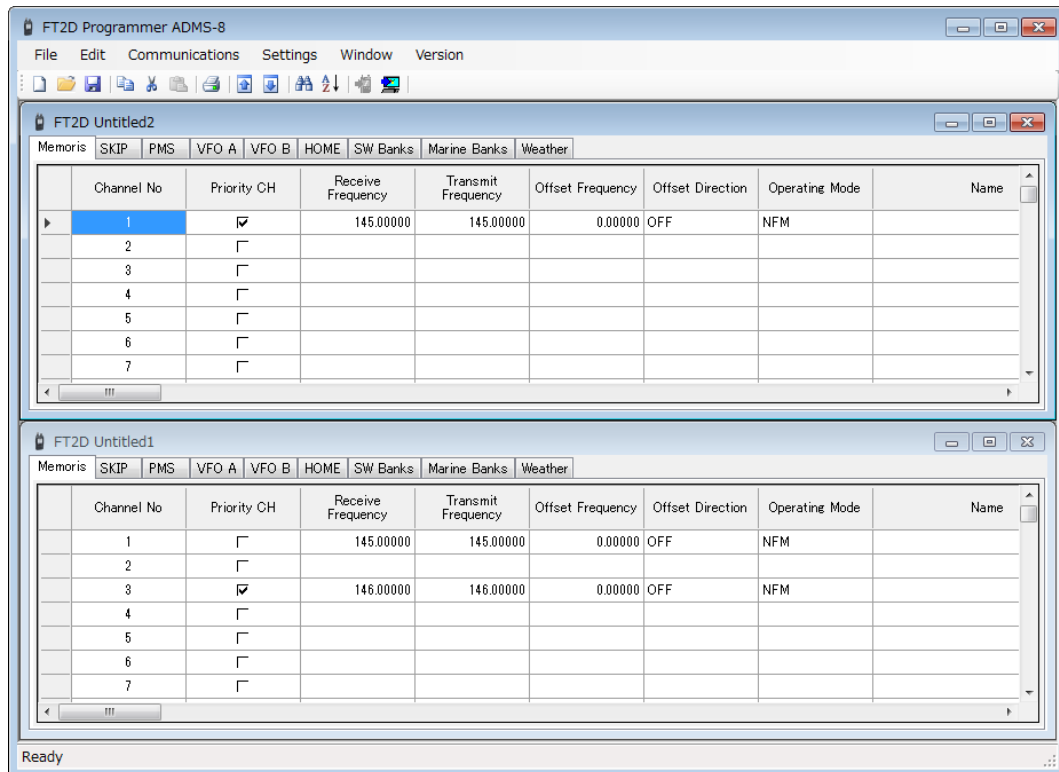 FT2D Programmer ADMS-8
File Edit Communications Settings Window Version
FT2D Untitled2
Memoris SKIP PMS VFO A VFO B HOME SW Banks Marine Banks Weather
Channel No Priority CH Receive Frequency Transmit Frequency Offset Frequency Offset Direction Operating Mode Name
1 145.00000 145.00000 0.00000 OFF NFM
2
3
4
5
6
7
FT2D Untitled1
Memoris SKIP PMS VFO A VFO B HOME SW Banks Marine Banks Weather
Channel No Priority CH Receive Frequency Transmit Frequency Offset Frequency Offset Direction Operating Mode Name
1 145.00000 145.00000 0.00000 OFF NFM
2
3 146.00000 146.00000 0.00000 OFF NFM
4
5
6
7
Ready